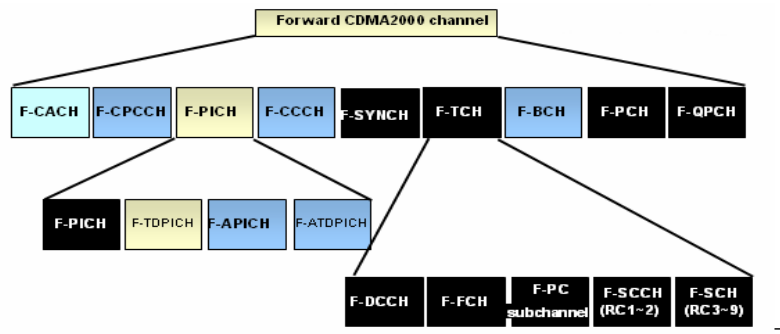 Forward CDMA2000 channel
F-CACH F-CPCCH F-PICH F-CCCH F-SYNCH F-TCH F-BCH F-PCH F-QPCH
F-PICH F-TDPICH F-APICH F-ATDPICH
F-DCCH F-FCH F-PC subchannel F-SCCH (RC1~2) F-SCH (RC3~9)